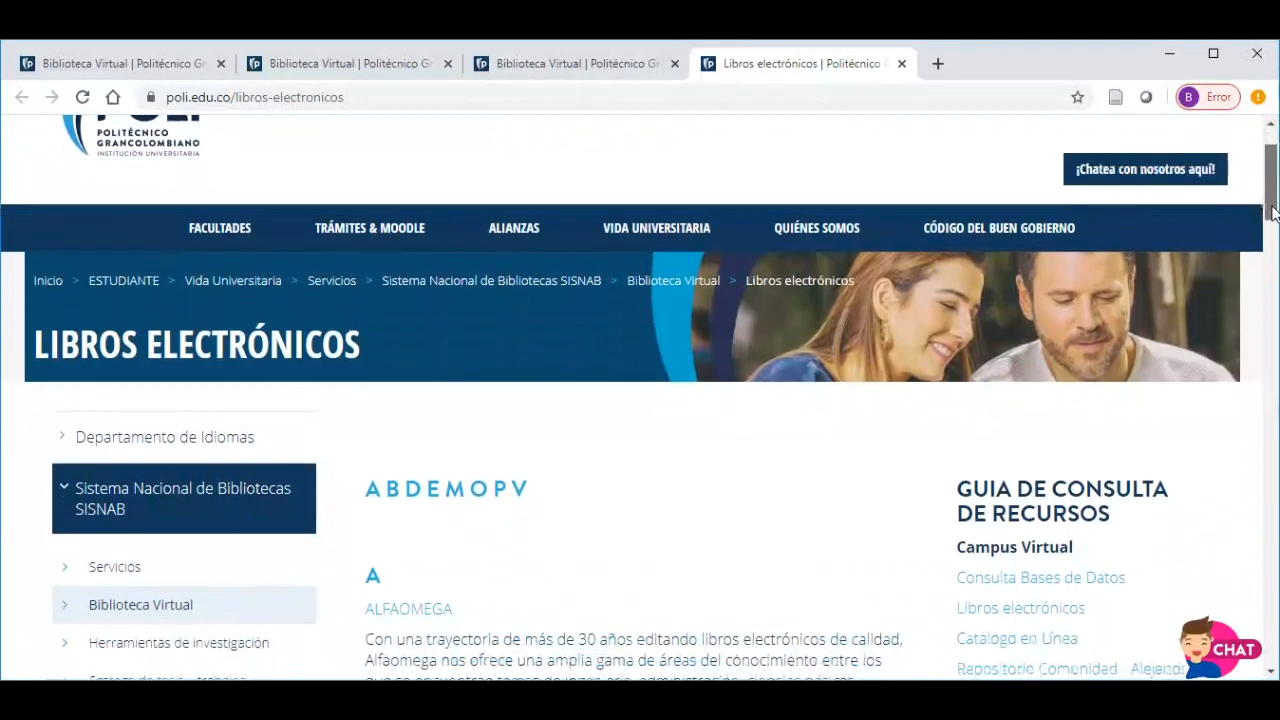 Biblioteca Virtual | Politécnico Gr
Biblioteca Virtual | Politécnico Gr
Biblioteca Virtual | Politécnico Gr
Libros electrónicos | Politécnico G
poli.edu.co/libros-electronicos
B Error
POLITÉCNICO
GRANCOLOMBIANO
INSTITUCIÓN UNIVERSITARIA
¡Chatea con nosotros aquí!
FACULTADES TRÁMITES & MOODLE ALIANZAS VIDA UNIVERSITARIA QUIÉNES SOMOS CÓDIGO DEL BUEN GOBIERNO
Inicio > ESTUDIANTE > Vida Universitaria > Servicios > Sistema Nacional de Bibliotecas SISNAB > Biblioteca Virtual > Libros electrónicos
LIBROS ELECTRÓNICOS
Departamento de Idiomas
Sistema Nacional de Bibliotecas
SISNAB
Servicios
Biblioteca Virtual
Herramientas de investigación
A B D E M O P V
A
ALFAOMEGA
Con una trayectoria de más de 30 años editando libros electrónicos de calidad,
Alfaomega nos ofrece una amplia gama de áreas del conocimiento entre los
GUIA DE CONSULTA
DE RECURSOS
Campus Virtual
Consulta Bases de Datos
Libros electrónicos
Catálogo en Línea
Repositorio Comunidad - Alejandr
CHAT